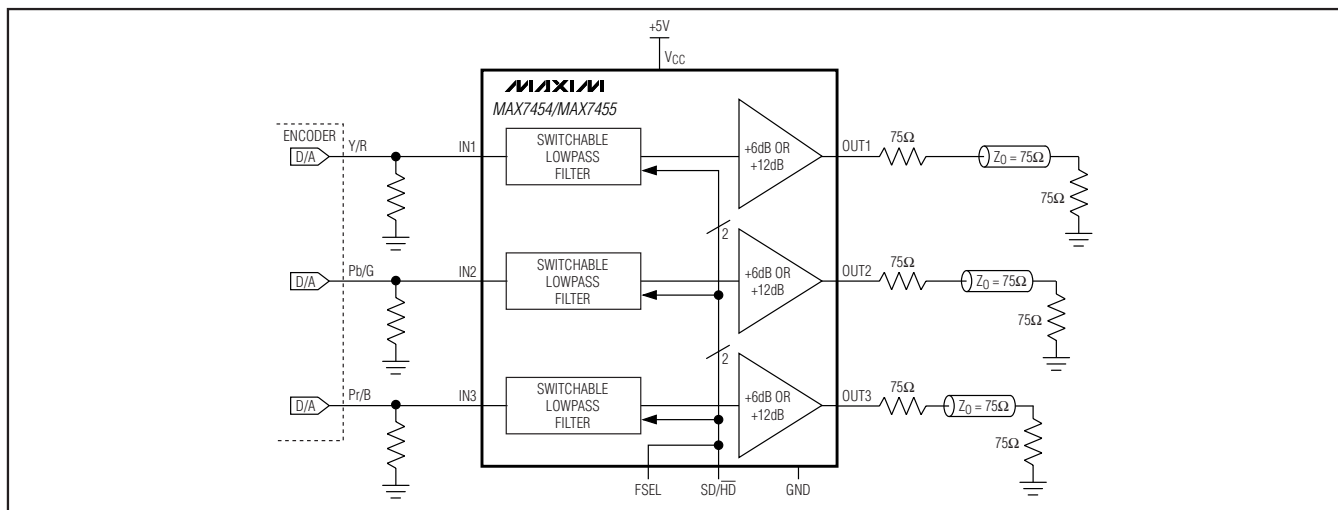 +5V
VCC
MAXIM
MAX7454/MAX7455
ENCODER
D/A
Y/R
IN1
SWITCHABLE
LOWPASS
FILTER
+6dB OR
+12dB
OUT1
75Ω
Z0 = 75Ω
75Ω
2
D/A
Pb/G
IN2
SWITCHABLE
LOWPASS
FILTER
+6dB OR
+12dB
OUT2
75Ω
Z0 = 75Ω
75Ω
2
D/A
Pr/B
IN3
SWITCHABLE
LOWPASS
FILTER
+6dB OR
+12dB
OUT3
75Ω
Z0 = 75Ω
75Ω
FSEL
SD/H̅D̅
GND